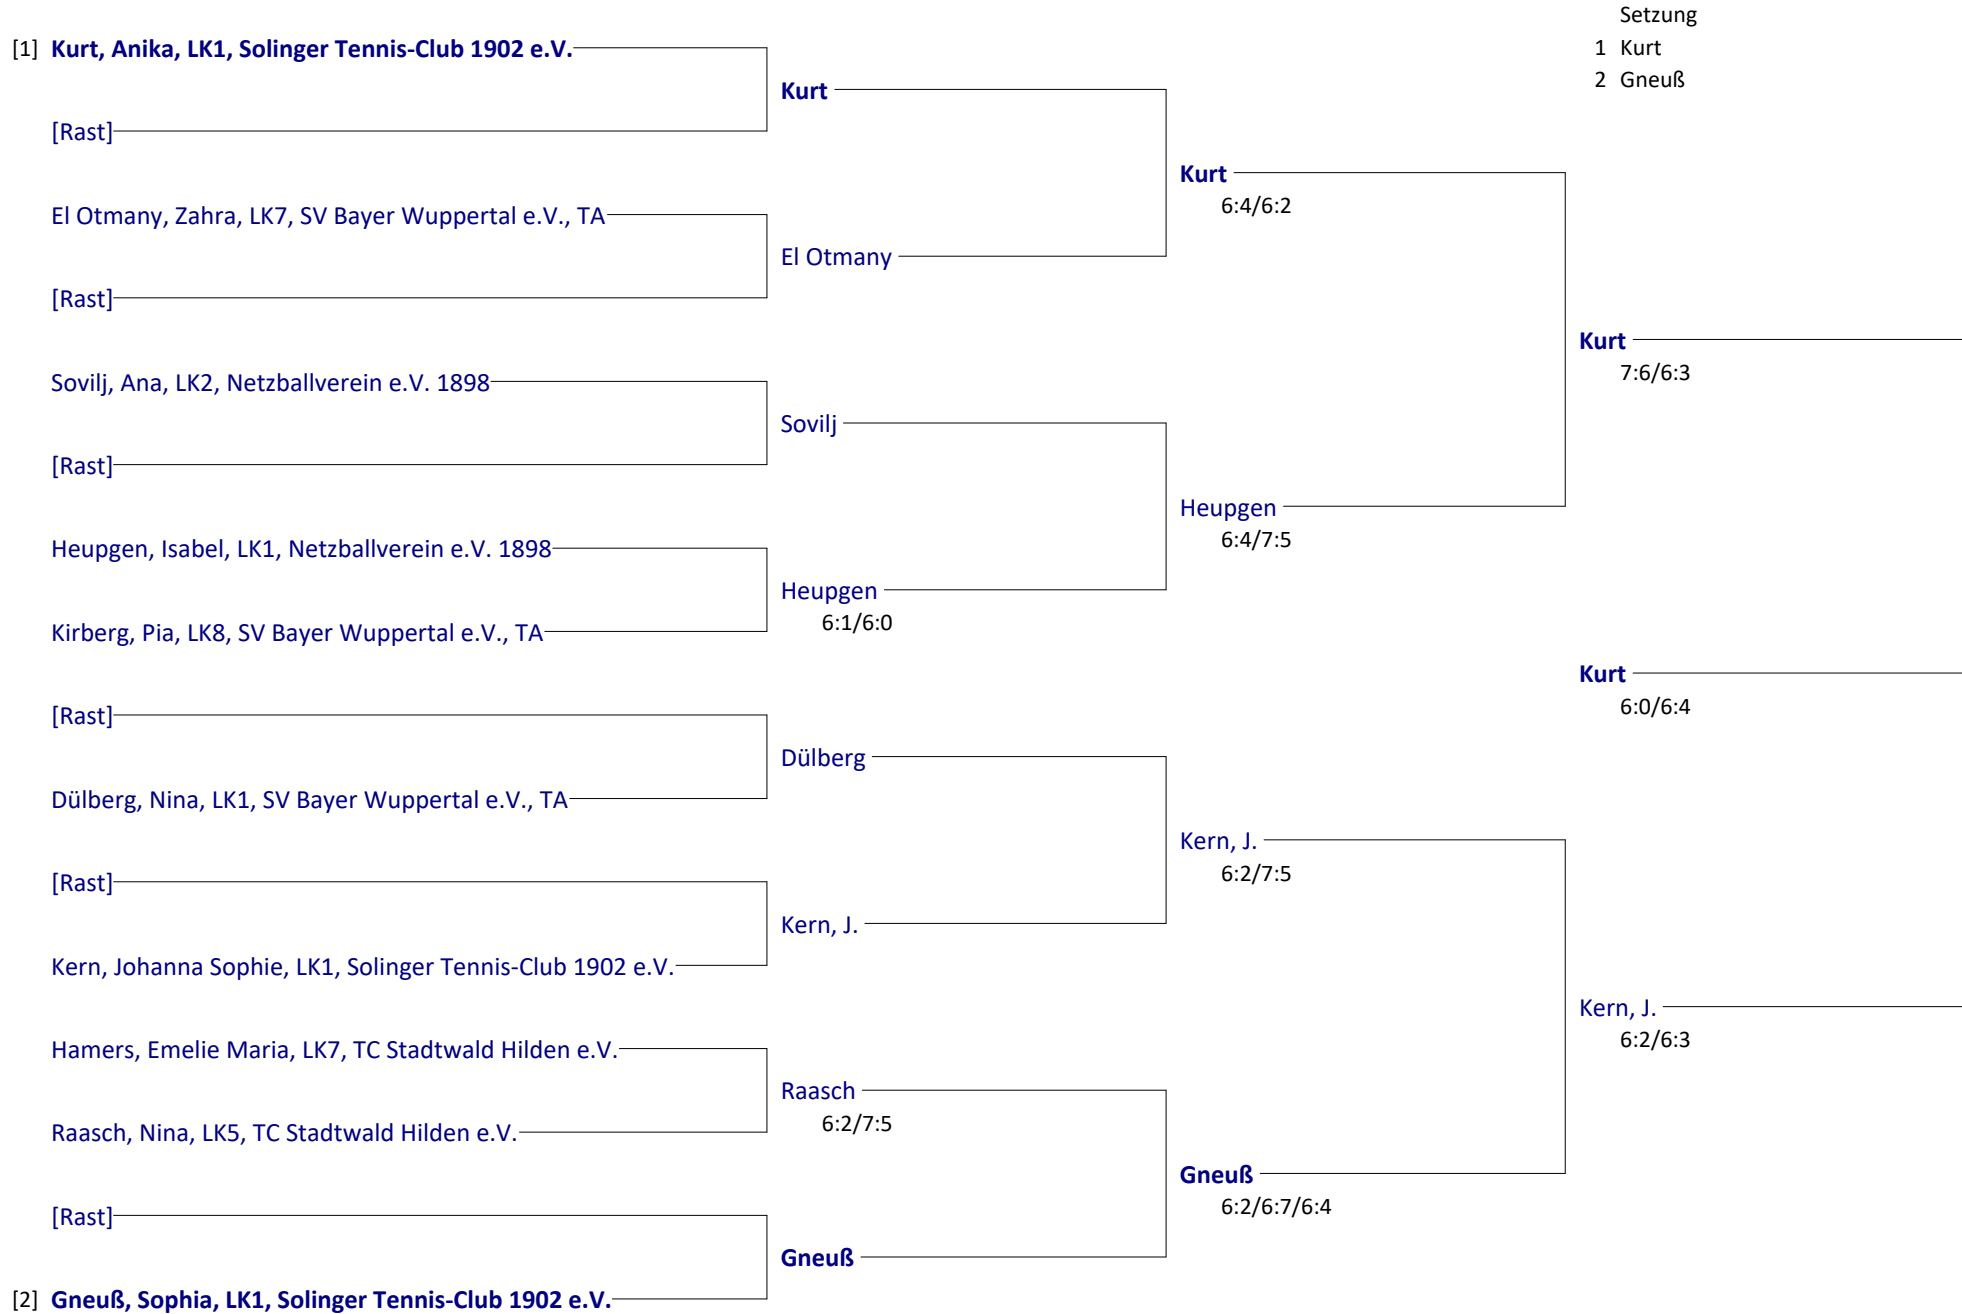 Setzung
1 Kurt
2 Gneuß
[1] Kurt, Anika, LK1, Solinger Tennis-Club 1902 e.V.
Kurt
[Rast]
Kurt
6:4/6:2
El Otmany, Zahra, LK7, SV Bayer Wuppertal e.V., TA
El Otmany
[Rast]
Kurt
7:6/6:3
Sovilj, Ana, LK2, Netzballverein e.V. 1898
Sovilj
[Rast]
Heupgen
6:4/7:5
Heupgen, Isabel, LK1, Netzballverein e.V. 1898
Heupgen
6:1/6:0
Kirberg, Pia, LK8, SV Bayer Wuppertal e.V., TA
Kurt
6:0/6:4
[Rast]
Dülberg
Dülberg, Nina, LK1, SV Bayer Wuppertal e.V., TA
Kern, J.
6:2/7:5
[Rast]
Kern, J.
Kern, Johanna Sophie, LK1, Solinger Tennis-Club 1902 e.V.
Kern, J.
6:2/6:3
Hamers, Emelie Maria, LK7, TC Stadtwald Hilden e.V.
Raasch
6:2/7:5
Raasch, Nina, LK5, TC Stadtwald Hilden e.V.
Gneuß
6:2/6:7/6:4
[Rast]
Gneuß
[2] Gneuß, Sophia, LK1, Solinger Tennis-Club 1902 e.V.